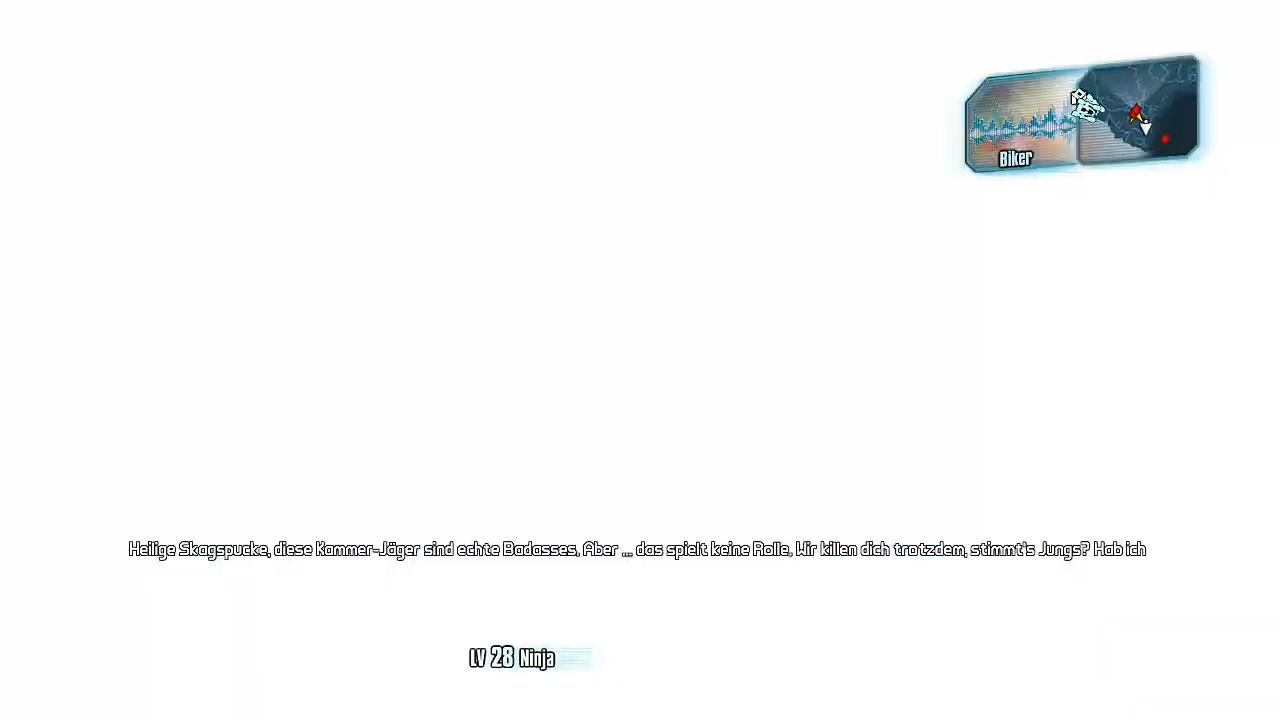 Biker
Heilige Skagspucke, diese Kammer-Jäger sind echte Badasses. Aber ... das spielt keine Rolle. Wir killen dich trotzdem, stimmt's Jungs? Hab ich
LV 28 Ninja